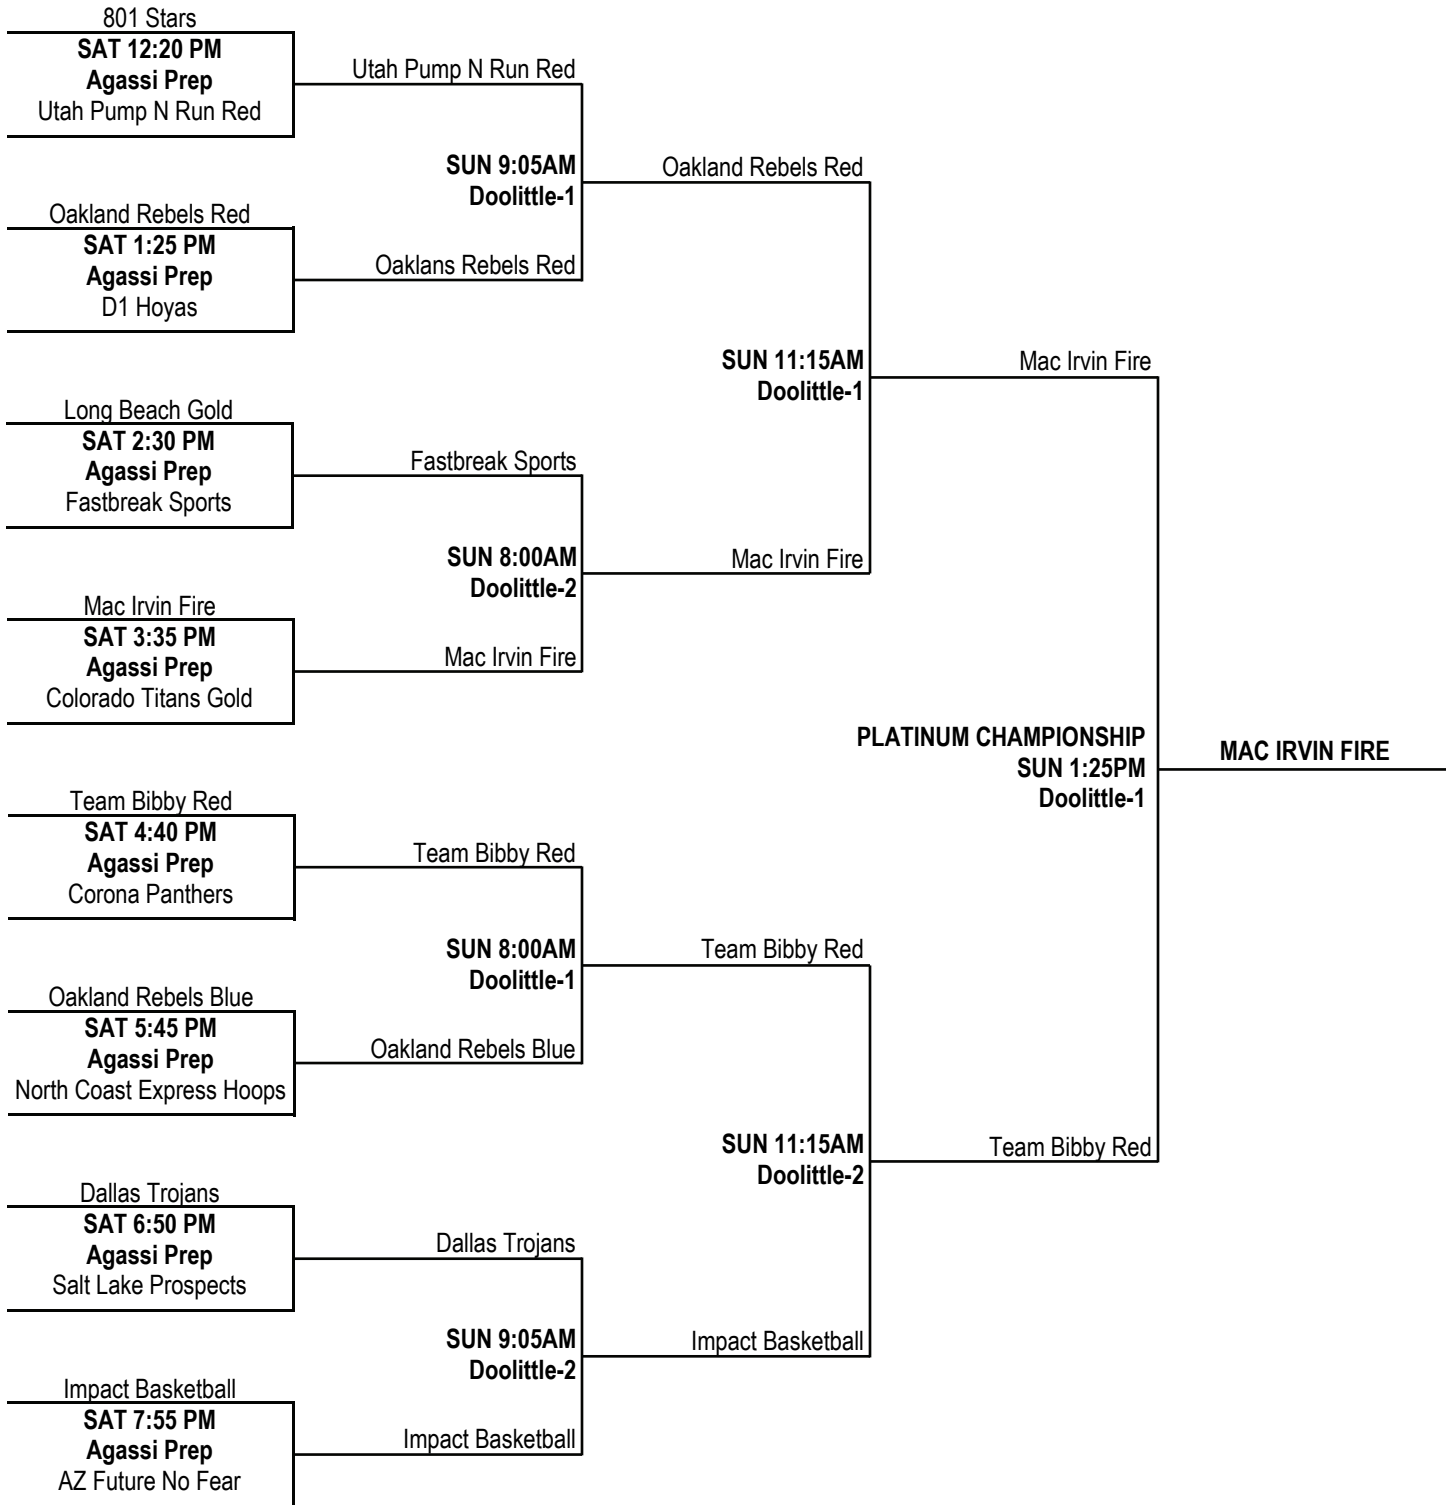 801 Stars
SAT 12:20 PM
Agassi Prep
Utah Pump N Run Red
Oakland Rebels Red
SAT 1:25 PM
Agassi Prep
D1 Hoyas
Long Beach Gold
SAT 2:30 PM
Agassi Prep
Fastbreak Sports
Mac Irvin Fire
SAT 3:35 PM
Agassi Prep
Colorado Titans Gold
Team Bibby Red
SAT 4:40 PM
Agassi Prep
Corona Panthers
Oakland Rebels Blue
SAT 5:45 PM
Agassi Prep
North Coast Express Hoops
Dallas Trojans
SAT 6:50 PM
Agassi Prep
Salt Lake Prospects
Impact Basketball
SAT 7:55 PM
Agassi Prep
AZ Future No Fear
Utah Pump N Run Red
SUN 9:05AM
Doolittle-1
Oaklans Rebels Red
Fastbreak Sports
SUN 8:00AM
Doolittle-2
Mac Irvin Fire
Team Bibby Red
SUN 8:00AM
Doolittle-1
Oakland Rebels Blue
Dallas Trojans
SUN 9:05AM
Doolittle-2
Impact Basketball
Oakland Rebels Red
SUN 11:15AM
Doolittle-1
Mac Irvin Fire
Team Bibby Red
SUN 11:15AM
Doolittle-2
Impact Basketball
Mac Irvin Fire
PLATINUM CHAMPIONSHIP
SUN 1:25PM
Doolittle-1
Team Bibby Red
MAC IRVIN FIRE